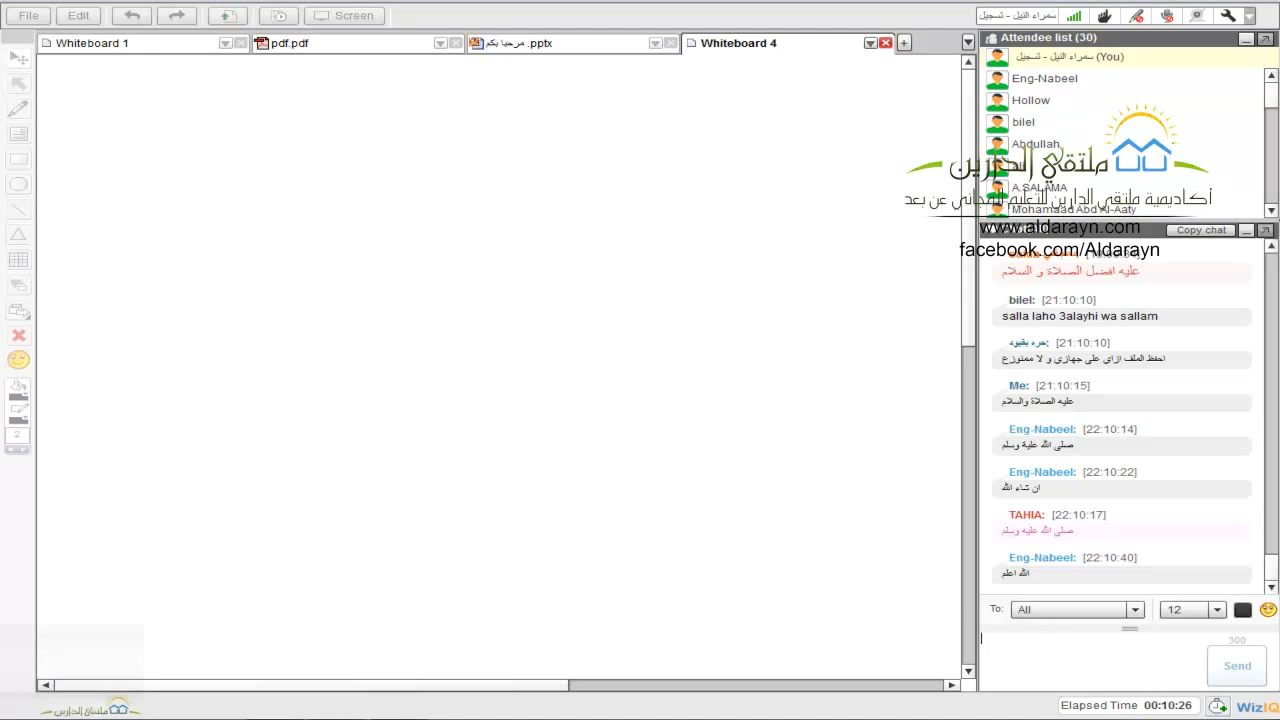 File Edit Screen
سمراء النيل - تسجيل
Whiteboard 1
pdf.pdf
مرحبا بكم .pptx
Whiteboard 4
Attendee list (30)
سمراء النيل - تسجيل (You)
Eng-Nabeel
Hollow
bilel
Abdullah
A.SALAMA
Mohamaad Abd Al-Aaty
ملتقى الدارين
أكاديمية ملتقى الدارين للتعليم المجاني عن بعد
www.aldarayn.com
facebook.com/Aldarayn
Copy chat
عليه افضل الصلاة و السلام
bilel: [21:10:10]
salla laho 3alayhi wa sallam
حره بقيود: [21:10:10]
احفظ الملف ازاي على جهازي و لا ممنوزع
Me: [21:10:15]
عليه الصلاة والسلام
Eng-Nabeel: [22:10:14]
صلى الله علية وسلم
Eng-Nabeel: [22:10:22]
ان شاء الله
TAHIA: [22:10:17]
صلى الله عليه وسلم
Eng-Nabeel: [22:10:40]
الله اعلم
To: All 12
300
Send
2
ملتقى الدارين
Elapsed Time 00:10:26
WizIQ